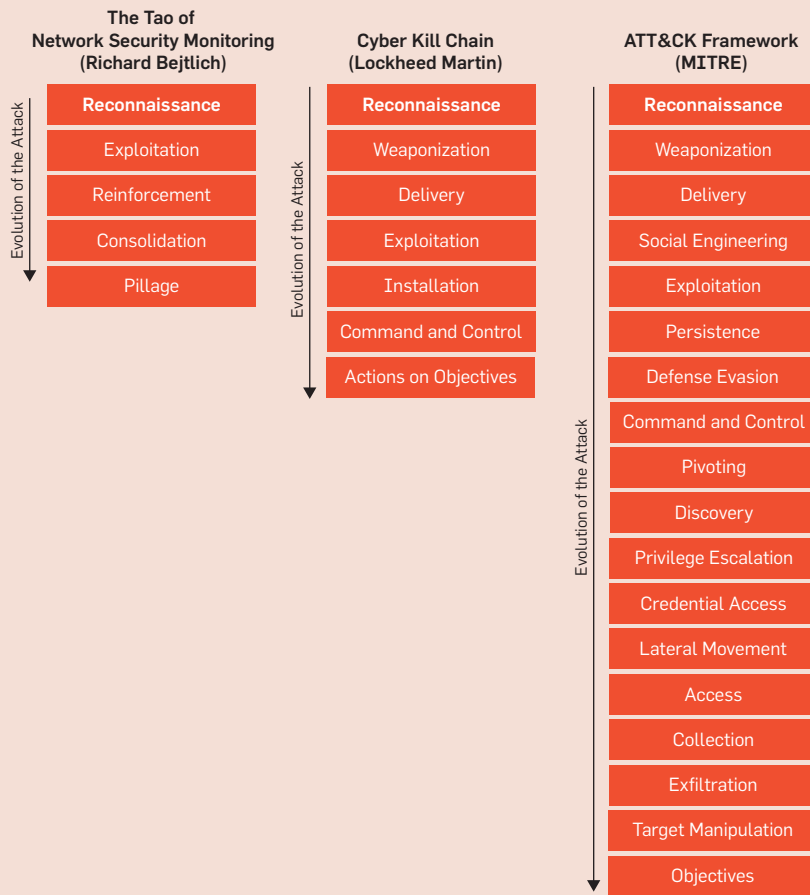 The Tao of
Network Security Monitoring
(Richard Bejtlich)
Evolution of the Attack
Reconnaissance
Exploitation
Reinforcement
Consolidation
Pillage
Cyber Kill Chain
(Lockheed Martin)
Evolution of the Attack
Reconnaissance
Weaponization
Delivery
Exploitation
Installation
Command and Control
Actions on Objectives
ATT&CK Framework
(MITRE)
Evolution of the Attack
Reconnaissance
Weaponization
Delivery
Social Engineering
Exploitation
Persistence
Defense Evasion
Command and Control
Pivoting
Discovery
Privilege Escalation
Credential Access
Lateral Movement
Access
Collection
Exfiltration
Target Manipulation
Objectives